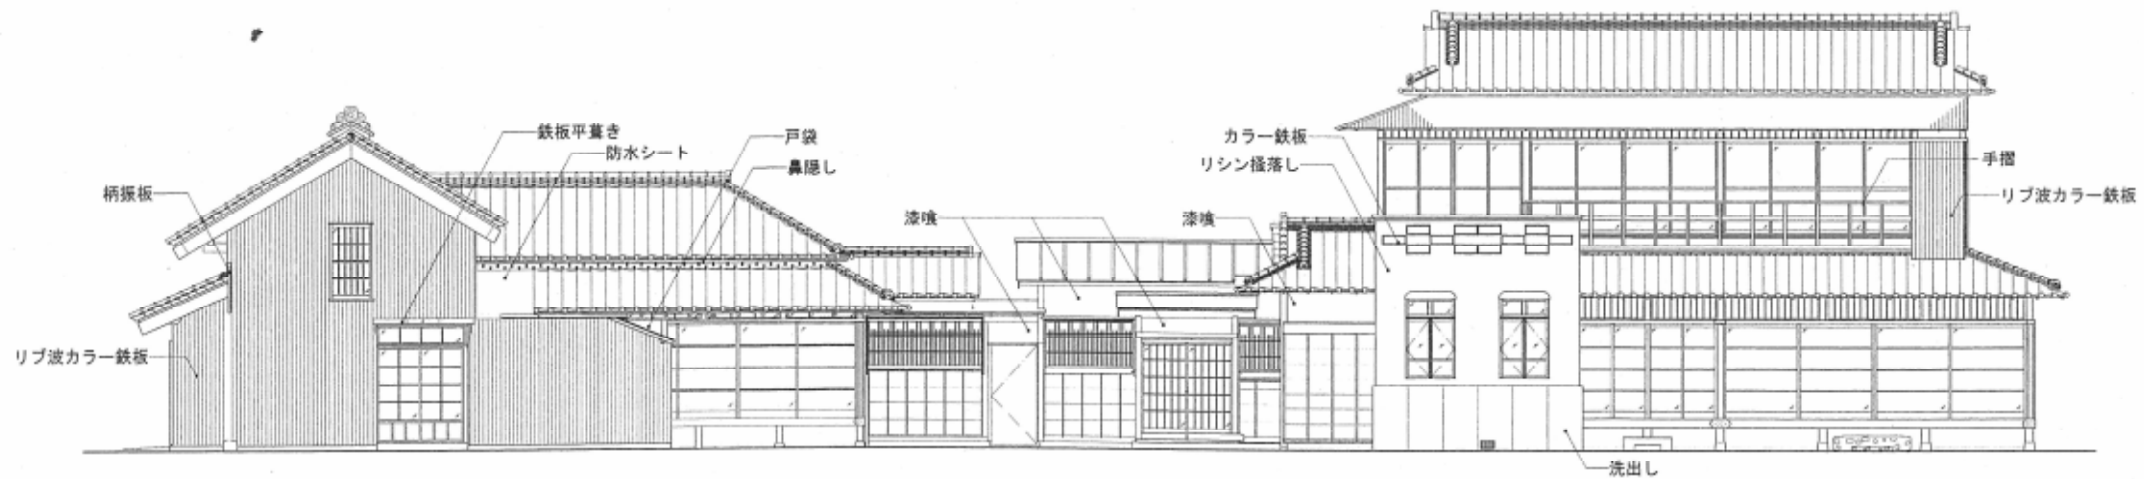 鉄板平葺き
防水シート
戸袋
鼻隠し
柄振板
リブ波カラー鉄板
漆喰
漆喰
カラー鉄板
リシン掻落し
手摺
リブ波カラー鉄板
洗出し